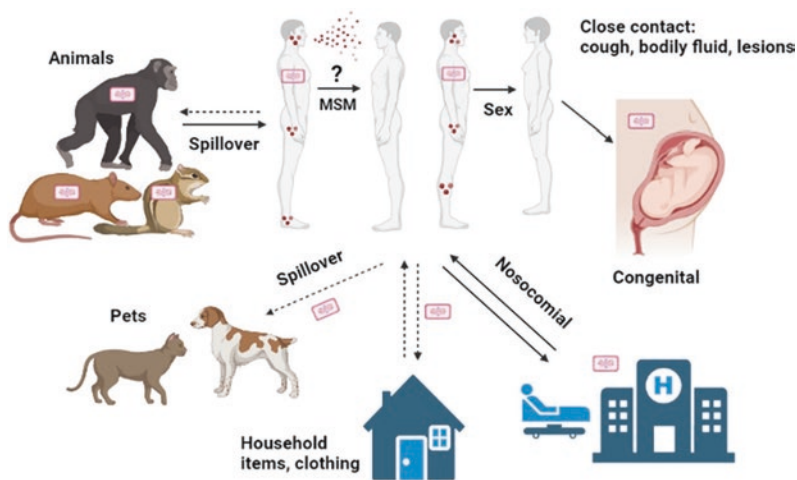 Animals
Spillover
?
MSM
Sex
Close contact:
cough, bodily fluid, lesions
Congenital
Spillover
Pets
Nosocomial
Household
items, clothing
H